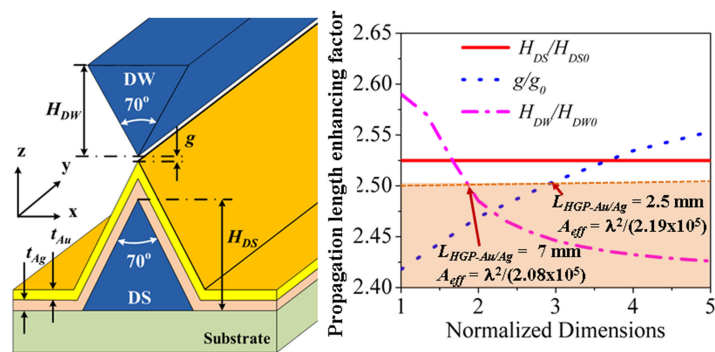 DW
70°
H_DW
g
z
y
x
t_Au
t_Ag
H_DS
70°
DS
Substrate
Propagation length enhancing factor
2.65
2.60
2.55
2.50
2.45
2.40
H_DS/H_DS0
g/g_0
H_DW/H_DW0
L_HGP-Au/Ag = 2.5 mm
A_eff = λ²/(2.19x10⁵)
L_HGP-Au/Ag = 7 mm
A_eff = λ²/(2.08x10⁵)
1 2 3 4 5
Normalized Dimensions